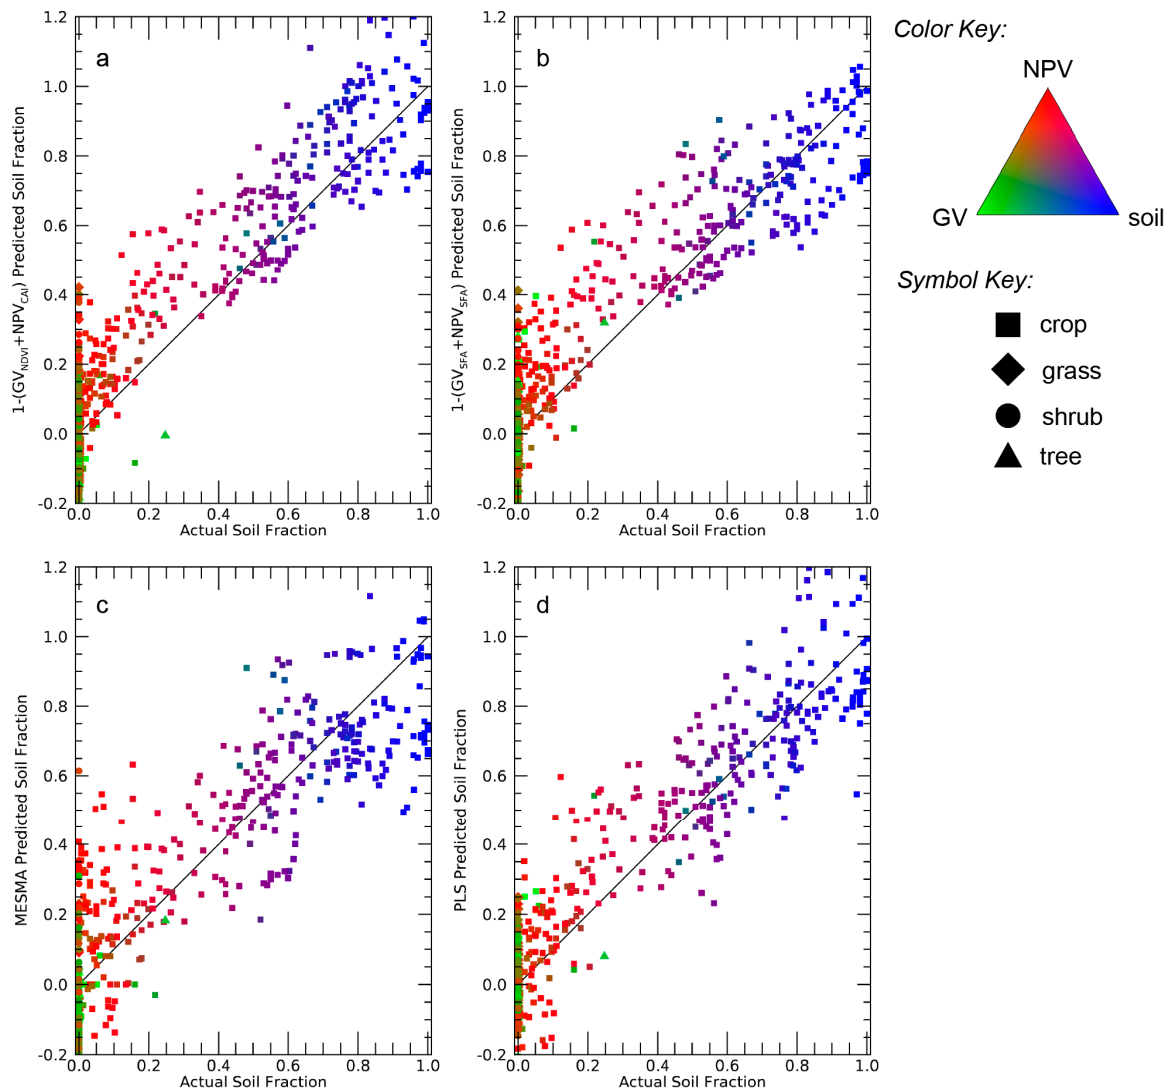 a
1.2
1.0
0.8
0.6
0.4
0.2
0.0
-0.2
1-(GV_NDVI+NPV_CAI) Predicted Soil Fraction
0.0 0.2 0.4 0.6 0.8 1.0
Actual Soil Fraction
b
1.2
1.0
0.8
0.6
0.4
0.2
0.0
-0.2
1-(GV_SFA+NPV_SFA) Predicted Soil Fraction
0.0 0.2 0.4 0.6 0.8 1.0
Actual Soil Fraction
Color Key:
NPV
GV soil
Symbol Key:
crop
grass
shrub
tree
c
1.2
1.0
0.8
0.6
0.4
0.2
0.0
-0.2
MESMA Predicted Soil Fraction
0.0 0.2 0.4 0.6 0.8 1.0
Actual Soil Fraction
d
1.2
1.0
0.8
0.6
0.4
0.2
0.0
-0.2
PLS Predicted Soil Fraction
0.0 0.2 0.4 0.6 0.8 1.0
Actual Soil Fraction